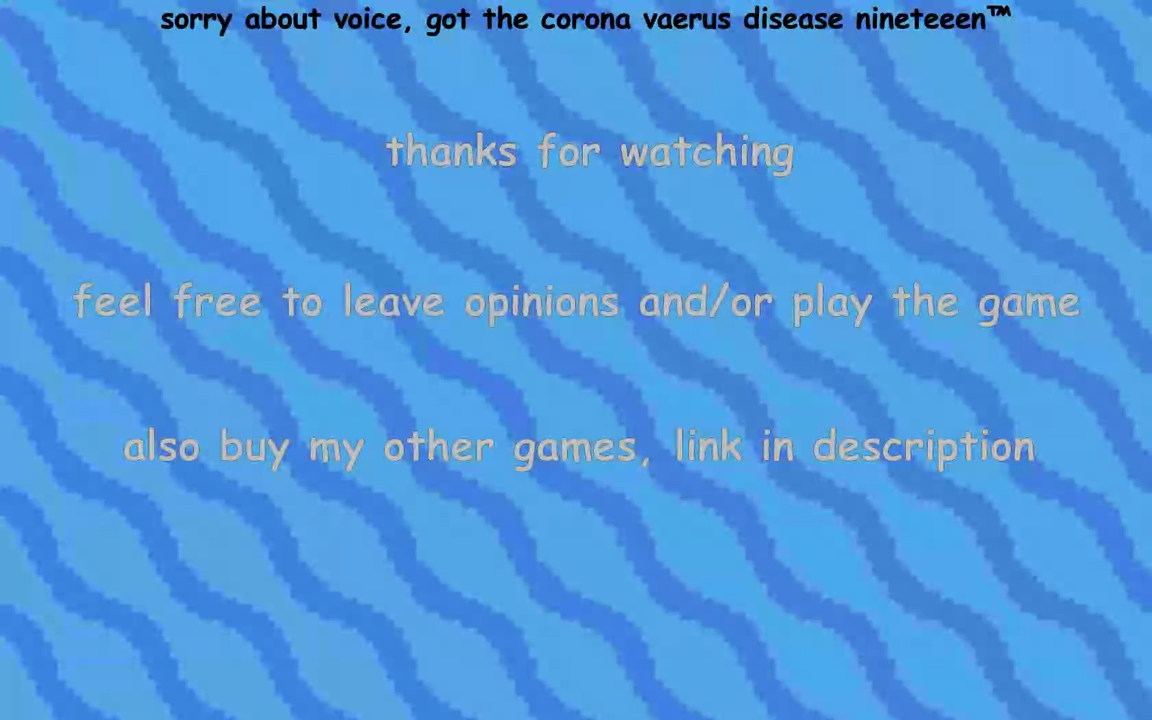 sorry about voice, got the corona vaerus disease nineteeen™
thanks for watching
feel free to leave opinions and/or play the game
also buy my other games, link in description